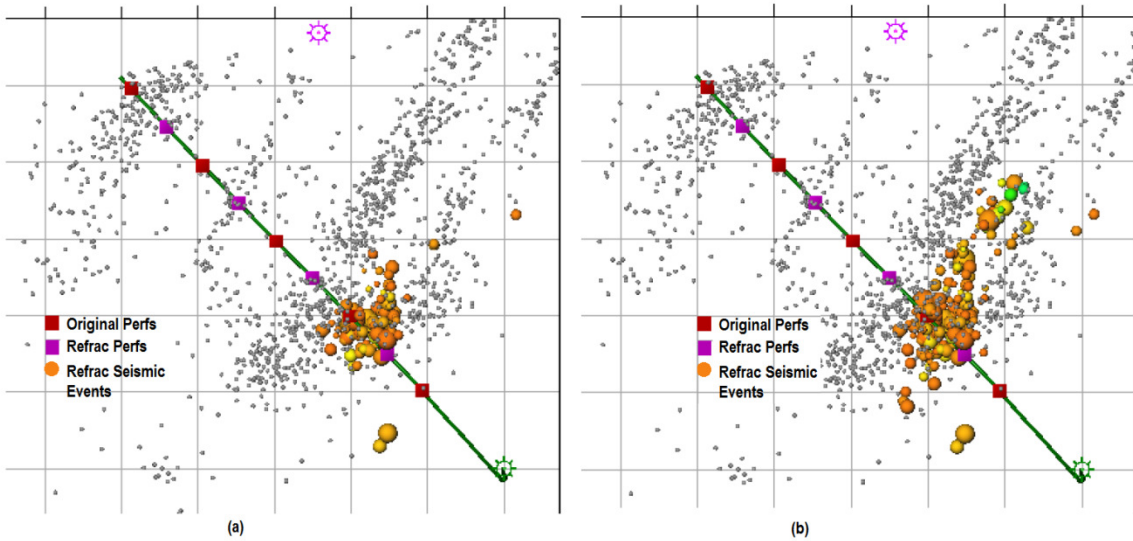 Original Perfs
Refrac Perfs
Refrac Seismic
Events
(a)
Original Perfs
Refrac Perfs
Refrac Seismic
Events
(b)